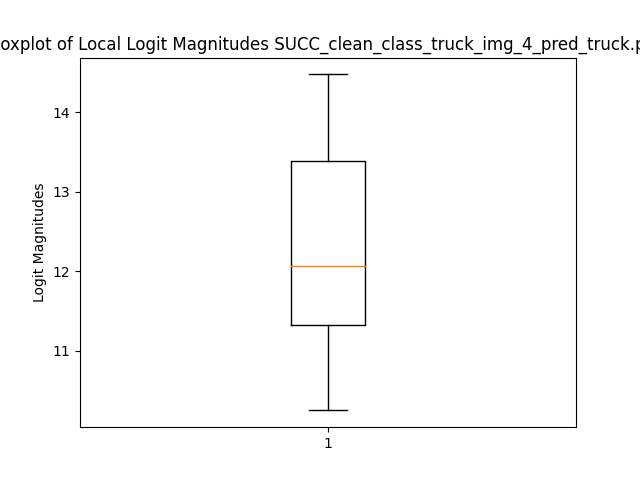 oxplot of Local Logit Magnitudes SUCC_clean_class_truck_img_4_pred_truck.p
14
13
12
11
Logit Magnitudes
1